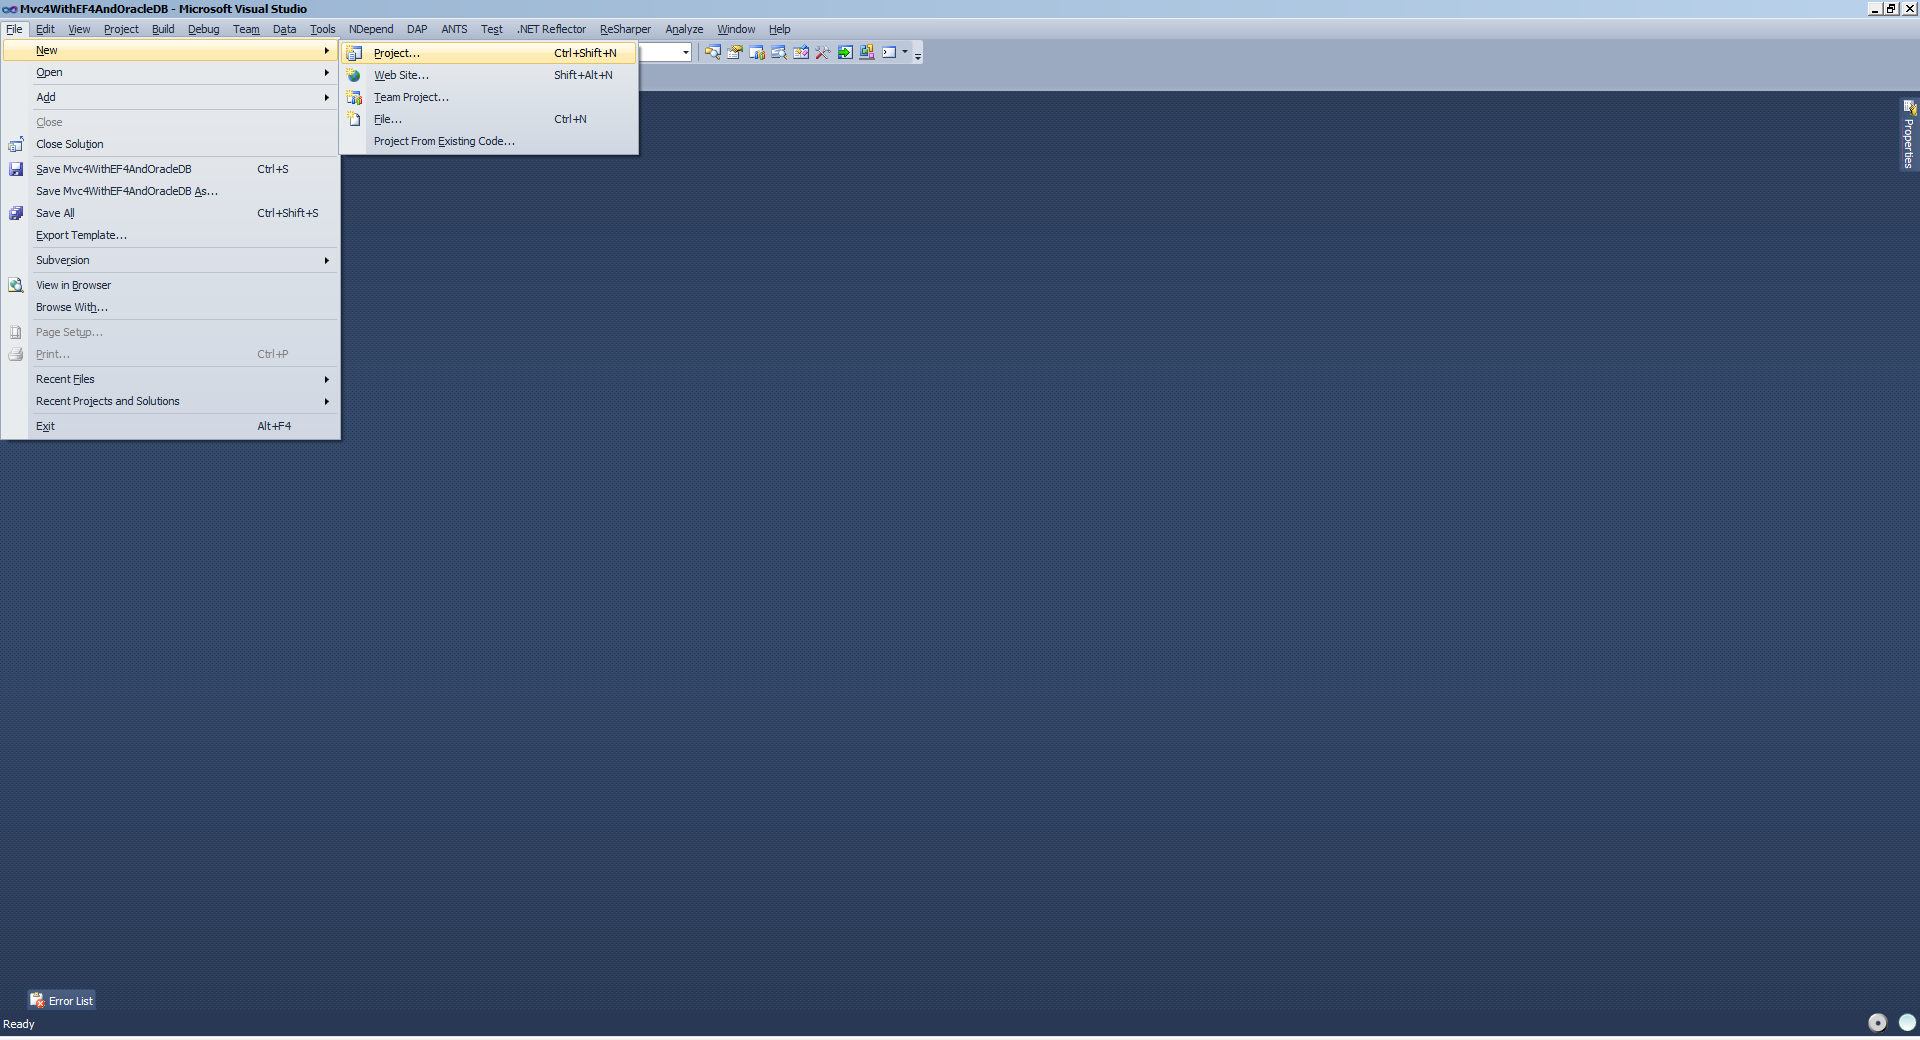 Mvc4WithEF4AndOracleDB - Microsoft Visual Studio
File Edit View Project Build Debug Team Data Tools NDepend DAP ANTS Test .NET Reflector ReSharper Analyze Window Help
New
Project... Ctrl+Shift+N
Web Site... Shift+Alt+N
Team Project...
File... Ctrl+N
Project From Existing Code...
Open
Add
Close
Close Solution
Save Mvc4WithEF4AndOracleDB Ctrl+S
Save Mvc4WithEF4AndOracleDB As...
Save All Ctrl+Shift+S
Export Template...
Subversion
View in Browser
Browse With...
Page Setup...
Print... Ctrl+P
Recent Files
Recent Projects and Solutions
Exit Alt+F4
Properties
Error List
Ready